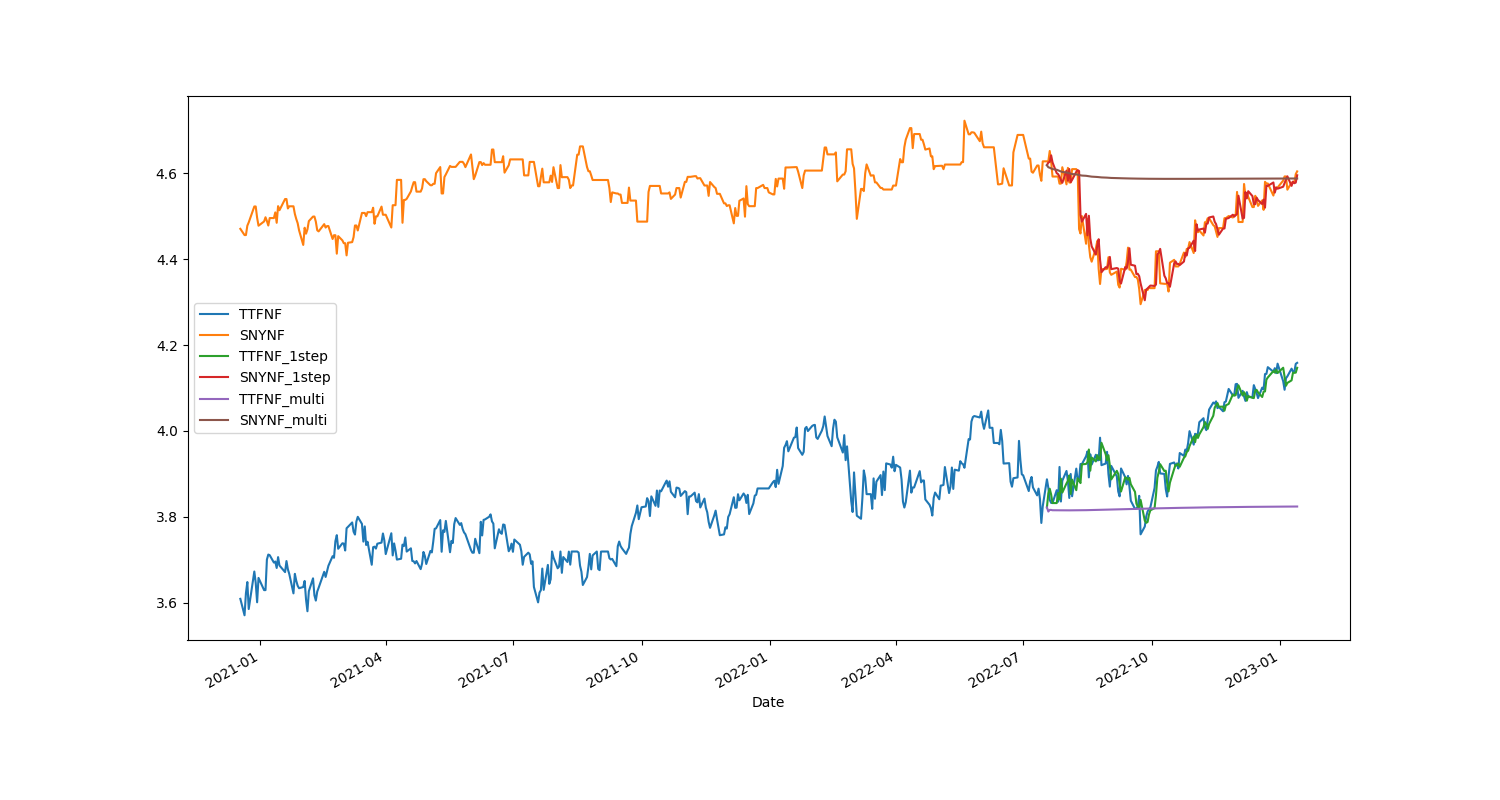 4.6
4.4
4.2
4.0
3.8
3.6
TTFNF
SNYNF
TTFNF_1step
SNYNF_1step
TTFNF_multi
SNYNF_multi
2021-01
2021-04
2021-07
2021-10
2022-01
2022-04
2022-07
2022-10
2023-01
Date